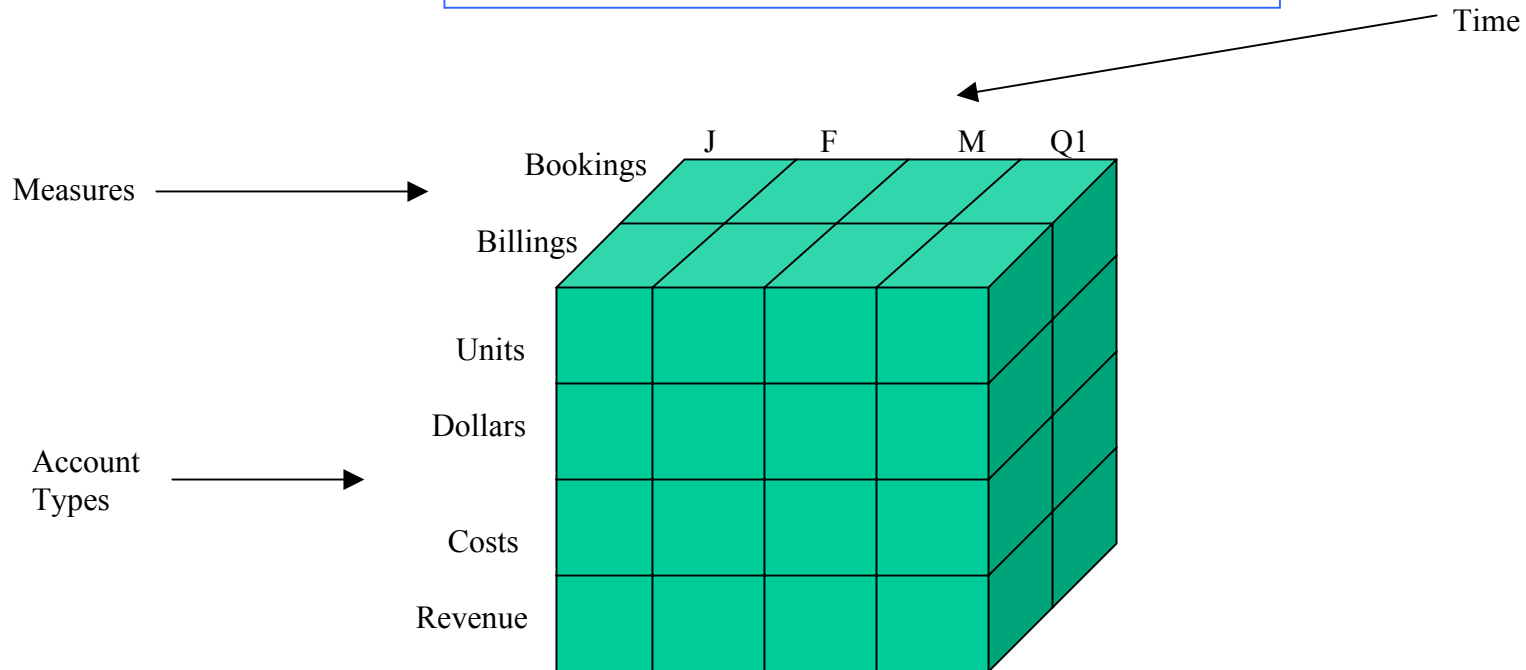 Time
J F M Q1
Bookings
Measures
Billings
Units
Dollars
Account
Types
Costs
Revenue